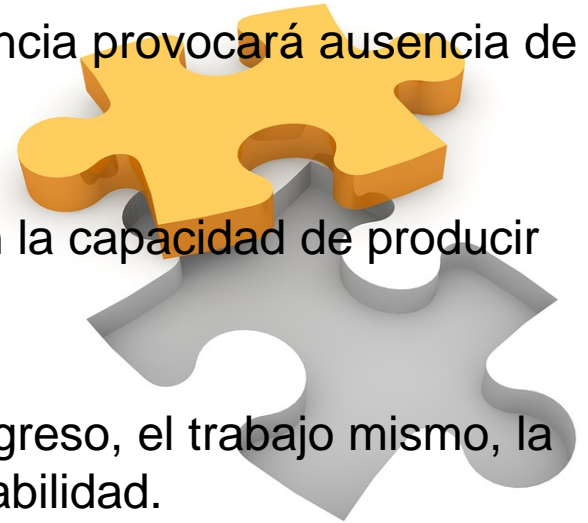 ncia provocará ausencia de
la capacidad de producir
greso, el trabajo mismo, la
abilidad.